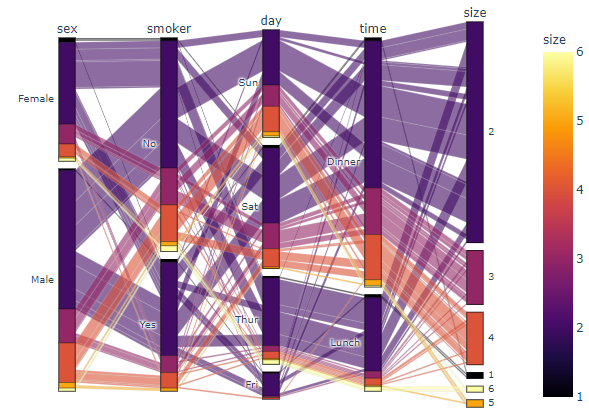 sex smoker day time size
Female
Male
No
Yes
Sun
Sat
Thur
Fri
Dinner
Lunch
2
3
4
1
6
5
size
6
5
4
3
2
1